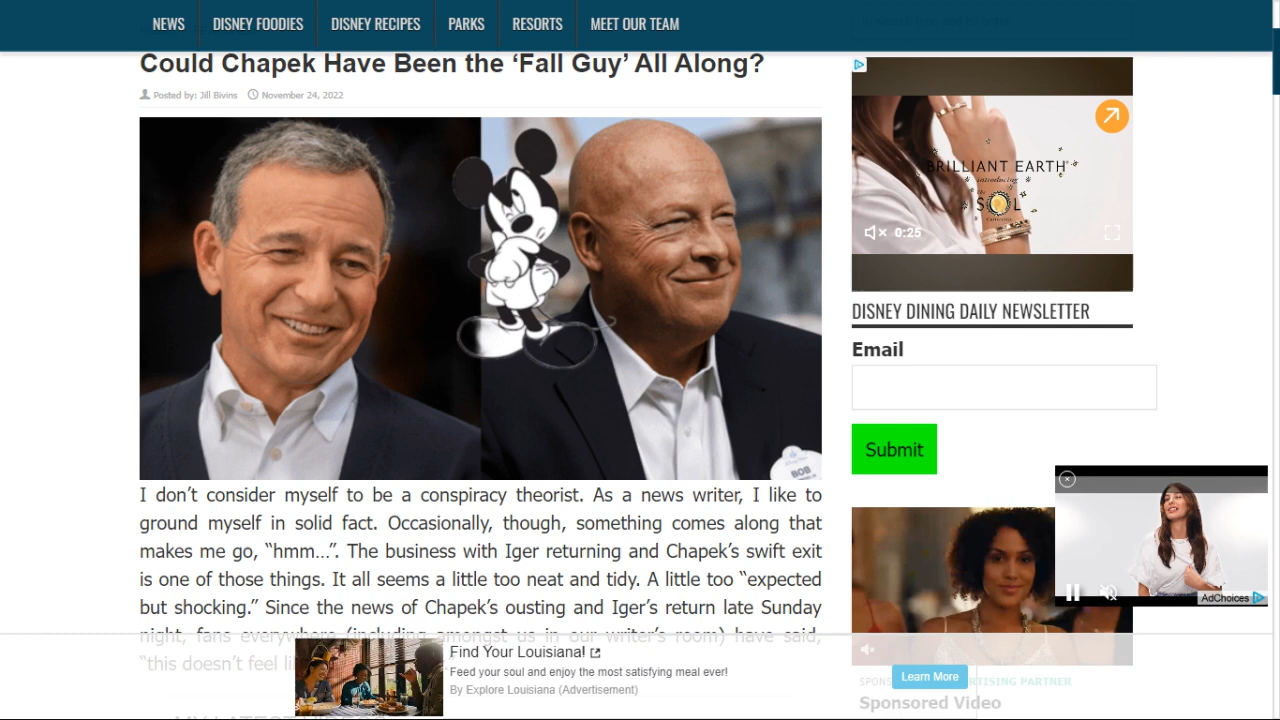 NEWS DISNEY FOODIES DISNEY RECIPES PARKS RESORTS MEET OUR TEAM
Could Chapek Have Been the ‘Fall Guy’ All Along?
Posted by: Jill Bivins November 24, 2022
BOB
I don’t consider myself to be a conspiracy theorist. As a news writer, I like to
ground myself in solid fact. Occasionally, though, something comes along that
makes me go, “hmm…”. The business with Iger returning and Chapek’s swift exit
is one of those things. It all seems a little too neat and tidy. A little too “expected
but shocking.” Since the news of Chapek’s ousting and Iger’s return late Sunday
night, fans everywhere (including amongst us in our writer’s room) have said,
“this doesn’t feel
BRILLIANT EARTH
introducing
SOUL
0:25
DISNEY DINING DAILY NEWSLETTER
Email
Submit
AdChoices
Find Your Louisiana!
Feed your soul and enjoy the most satisfying meal ever!
By Explore Louisiana (Advertisement)
Learn More
Sponsored Video